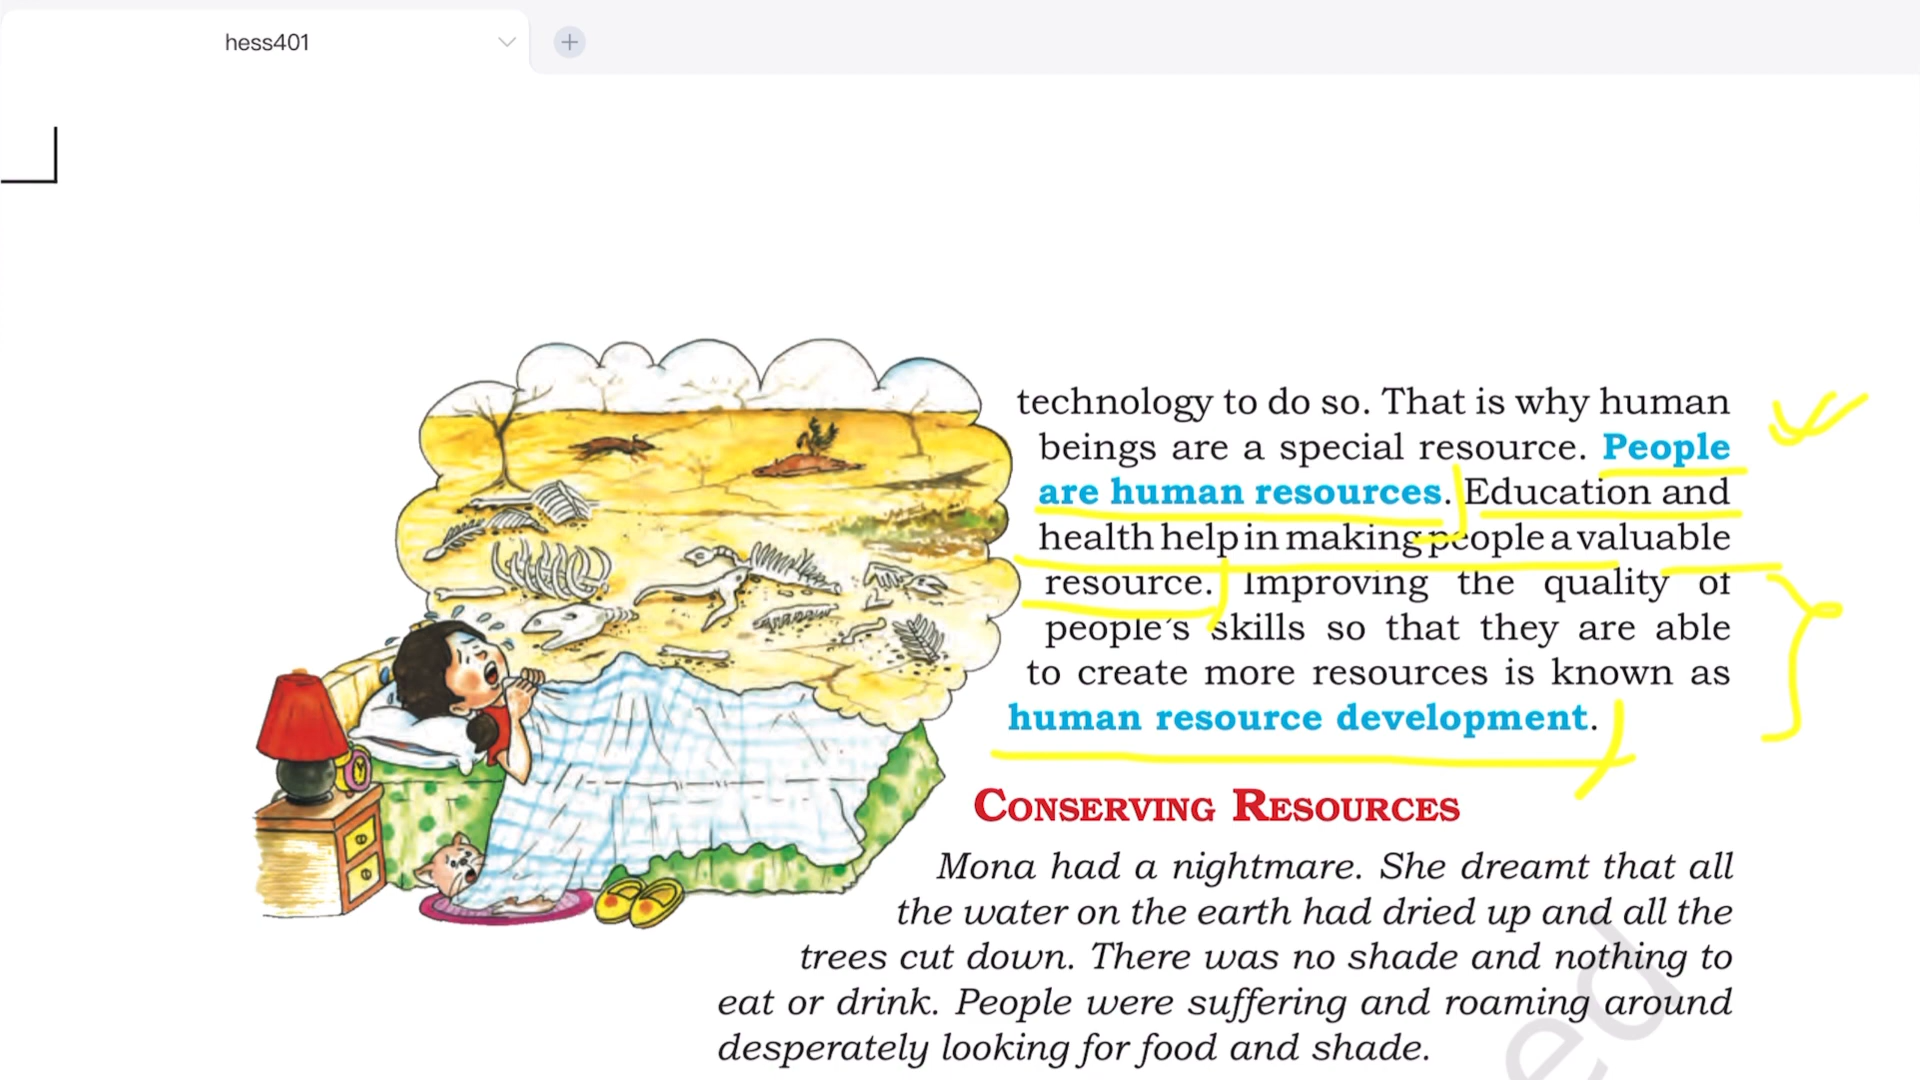 hess401
technology to do so. That is why human
beings are a special resource. People
are human resources. Education and
health help in making people a valuable
resource. Improving the quality of
people's skills so that they are able
to create more resources is known as
human resource development.
Conserving Resources
Mona had a nightmare. She dreamt that all
the water on the earth had dried up and all the
trees cut down. There was no shade and nothing to
eat or drink. People were suffering and roaming around
desperately looking for food and shade.
ed